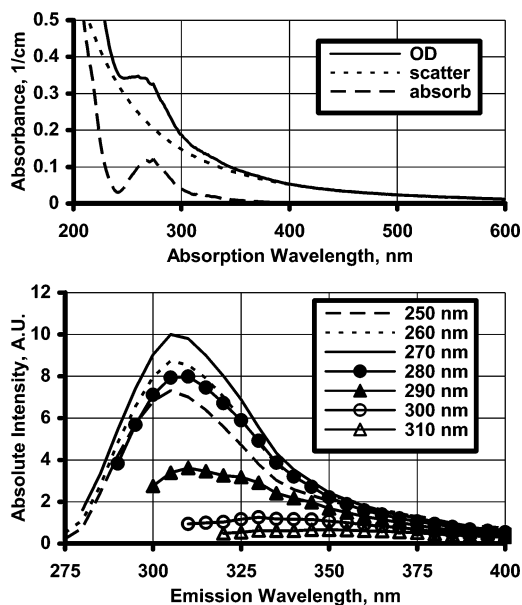 0.5
0.4
0.3
0.2
0.1
0
Absorbance, 1/cm
OD
scatter
absorb
200 300 400 500 600
Absorption Wavelength, nm
12
10
8
6
4
2
0
Absolute Intensity, A.U.
250 nm
260 nm
270 nm
280 nm
290 nm
300 nm
310 nm
275 300 325 350 375 400
Emission Wavelength, nm